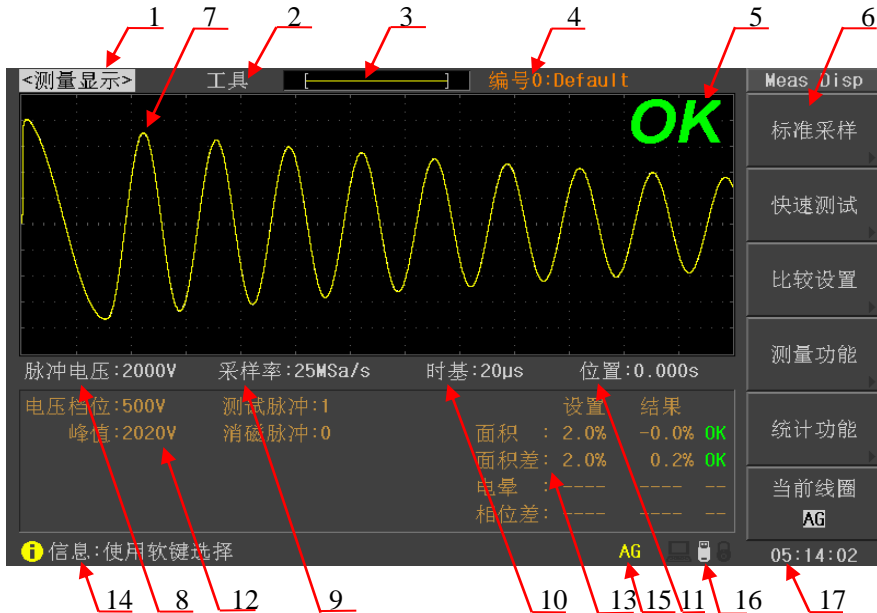 1 7 2 3 4 5 6
<测量显示> 工具 [ ] 编号0:Default Meas Disp
OK
标准采样
快速测试
比较设置
测量功能
统计功能
当前线圈
AG
脉冲电压:2000V 采样率:25MSa/s 时基:20μs 位置:0.000s
电压档位:500V 测试脉冲:1 设置 结果
峰值:2020V 消磁脉冲:0 面积 : 2.0% -0.0% OK
面积差: 2.0% 0.2% OK
电晕 : ---- ---- --
相位差: ---- ---- --
信息:使用软键选择 AG 05:14:02
14 8 12 9 10 13 15 11 16 17